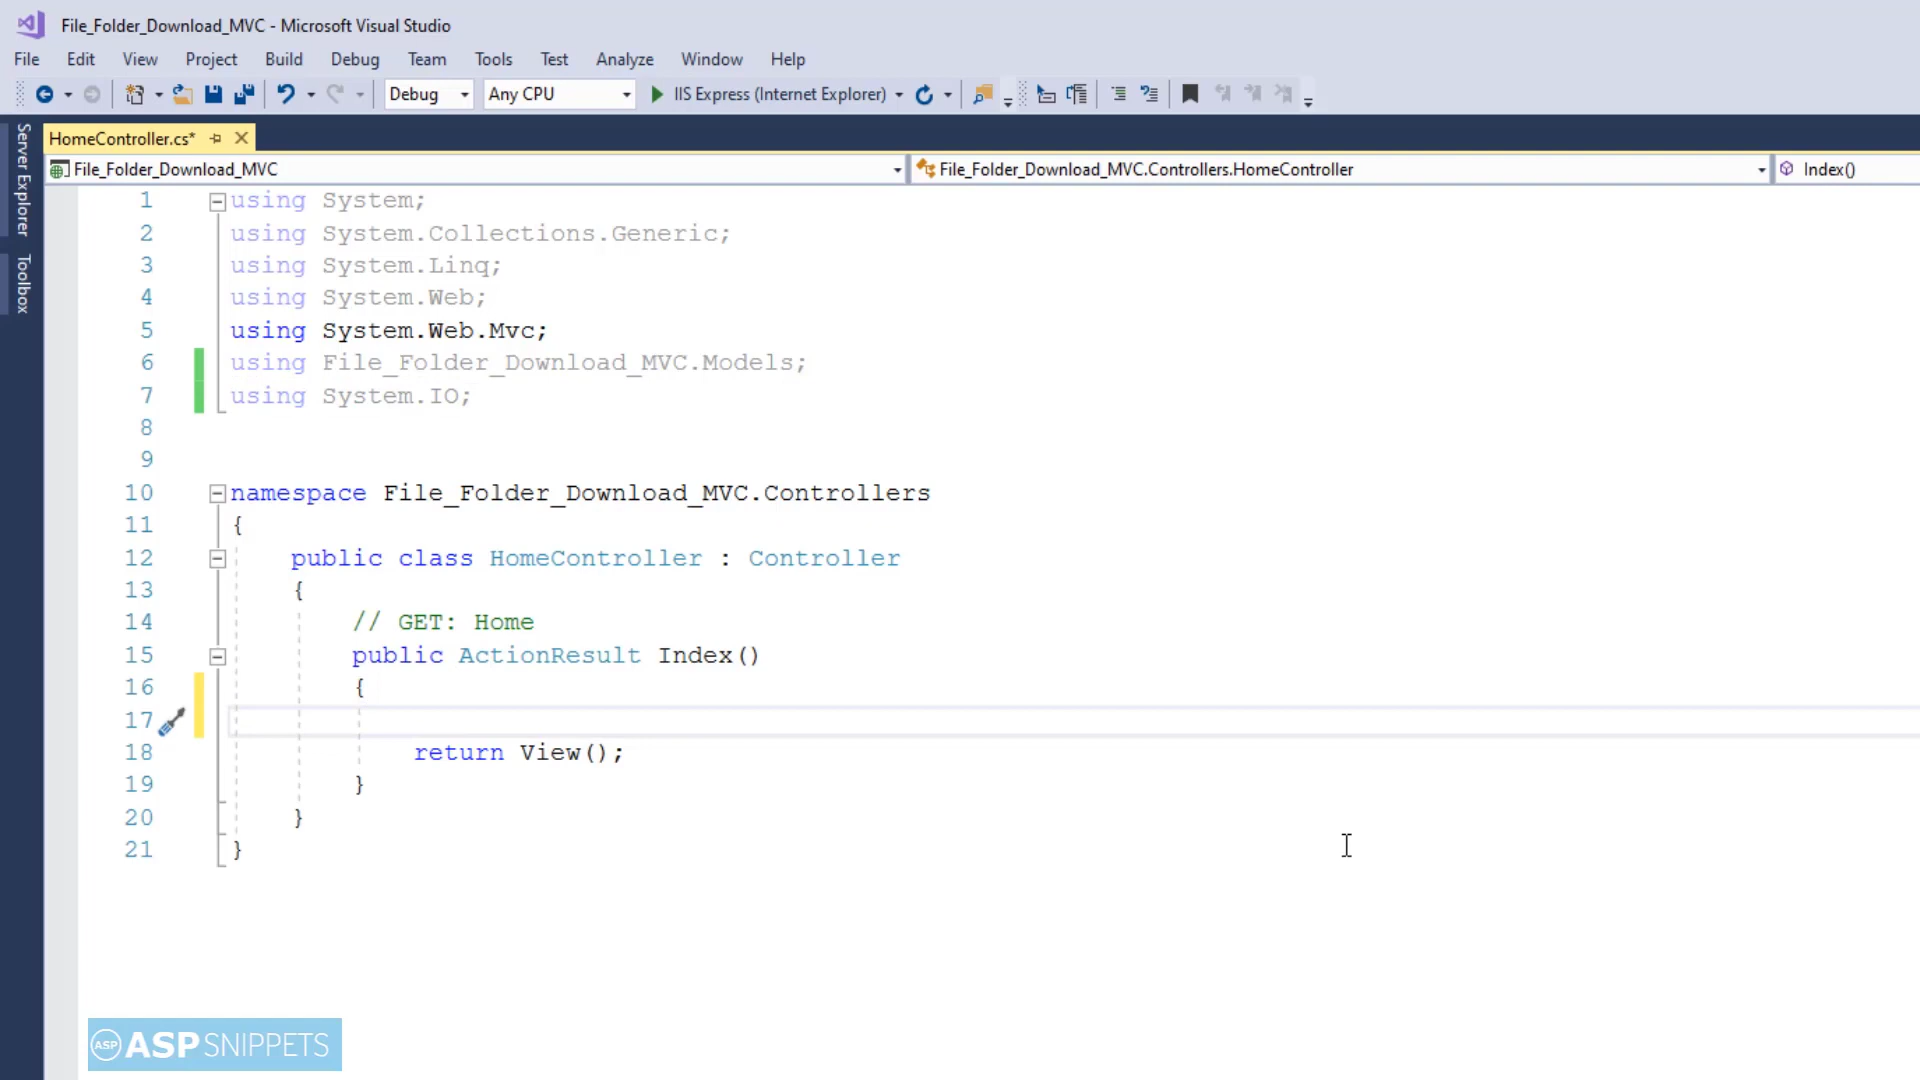 File_Folder_Download_MVC - Microsoft Visual Studio
File Edit View Project Build Debug Team Tools Test Analyze Window Help
Debug Any CPU IIS Express (Internet Explorer)
Server Explorer
Toolbox
HomeController.cs*
File_Folder_Download_MVC File_Folder_Download_MVC.Controllers.HomeController Index()
1 using System;
2 using System.Collections.Generic;
3 using System.Linq;
4 using System.Web;
5 using System.Web.Mvc;
6 using File_Folder_Download_MVC.Models;
7 using System.IO;
8
9
10 namespace File_Folder_Download_MVC.Controllers
11 {
12 public class HomeController : Controller
13 {
14 // GET: Home
15 public ActionResult Index()
16 {
17
18 return View();
19 }
20 }
21 }
ASP ASPSNIPPETS